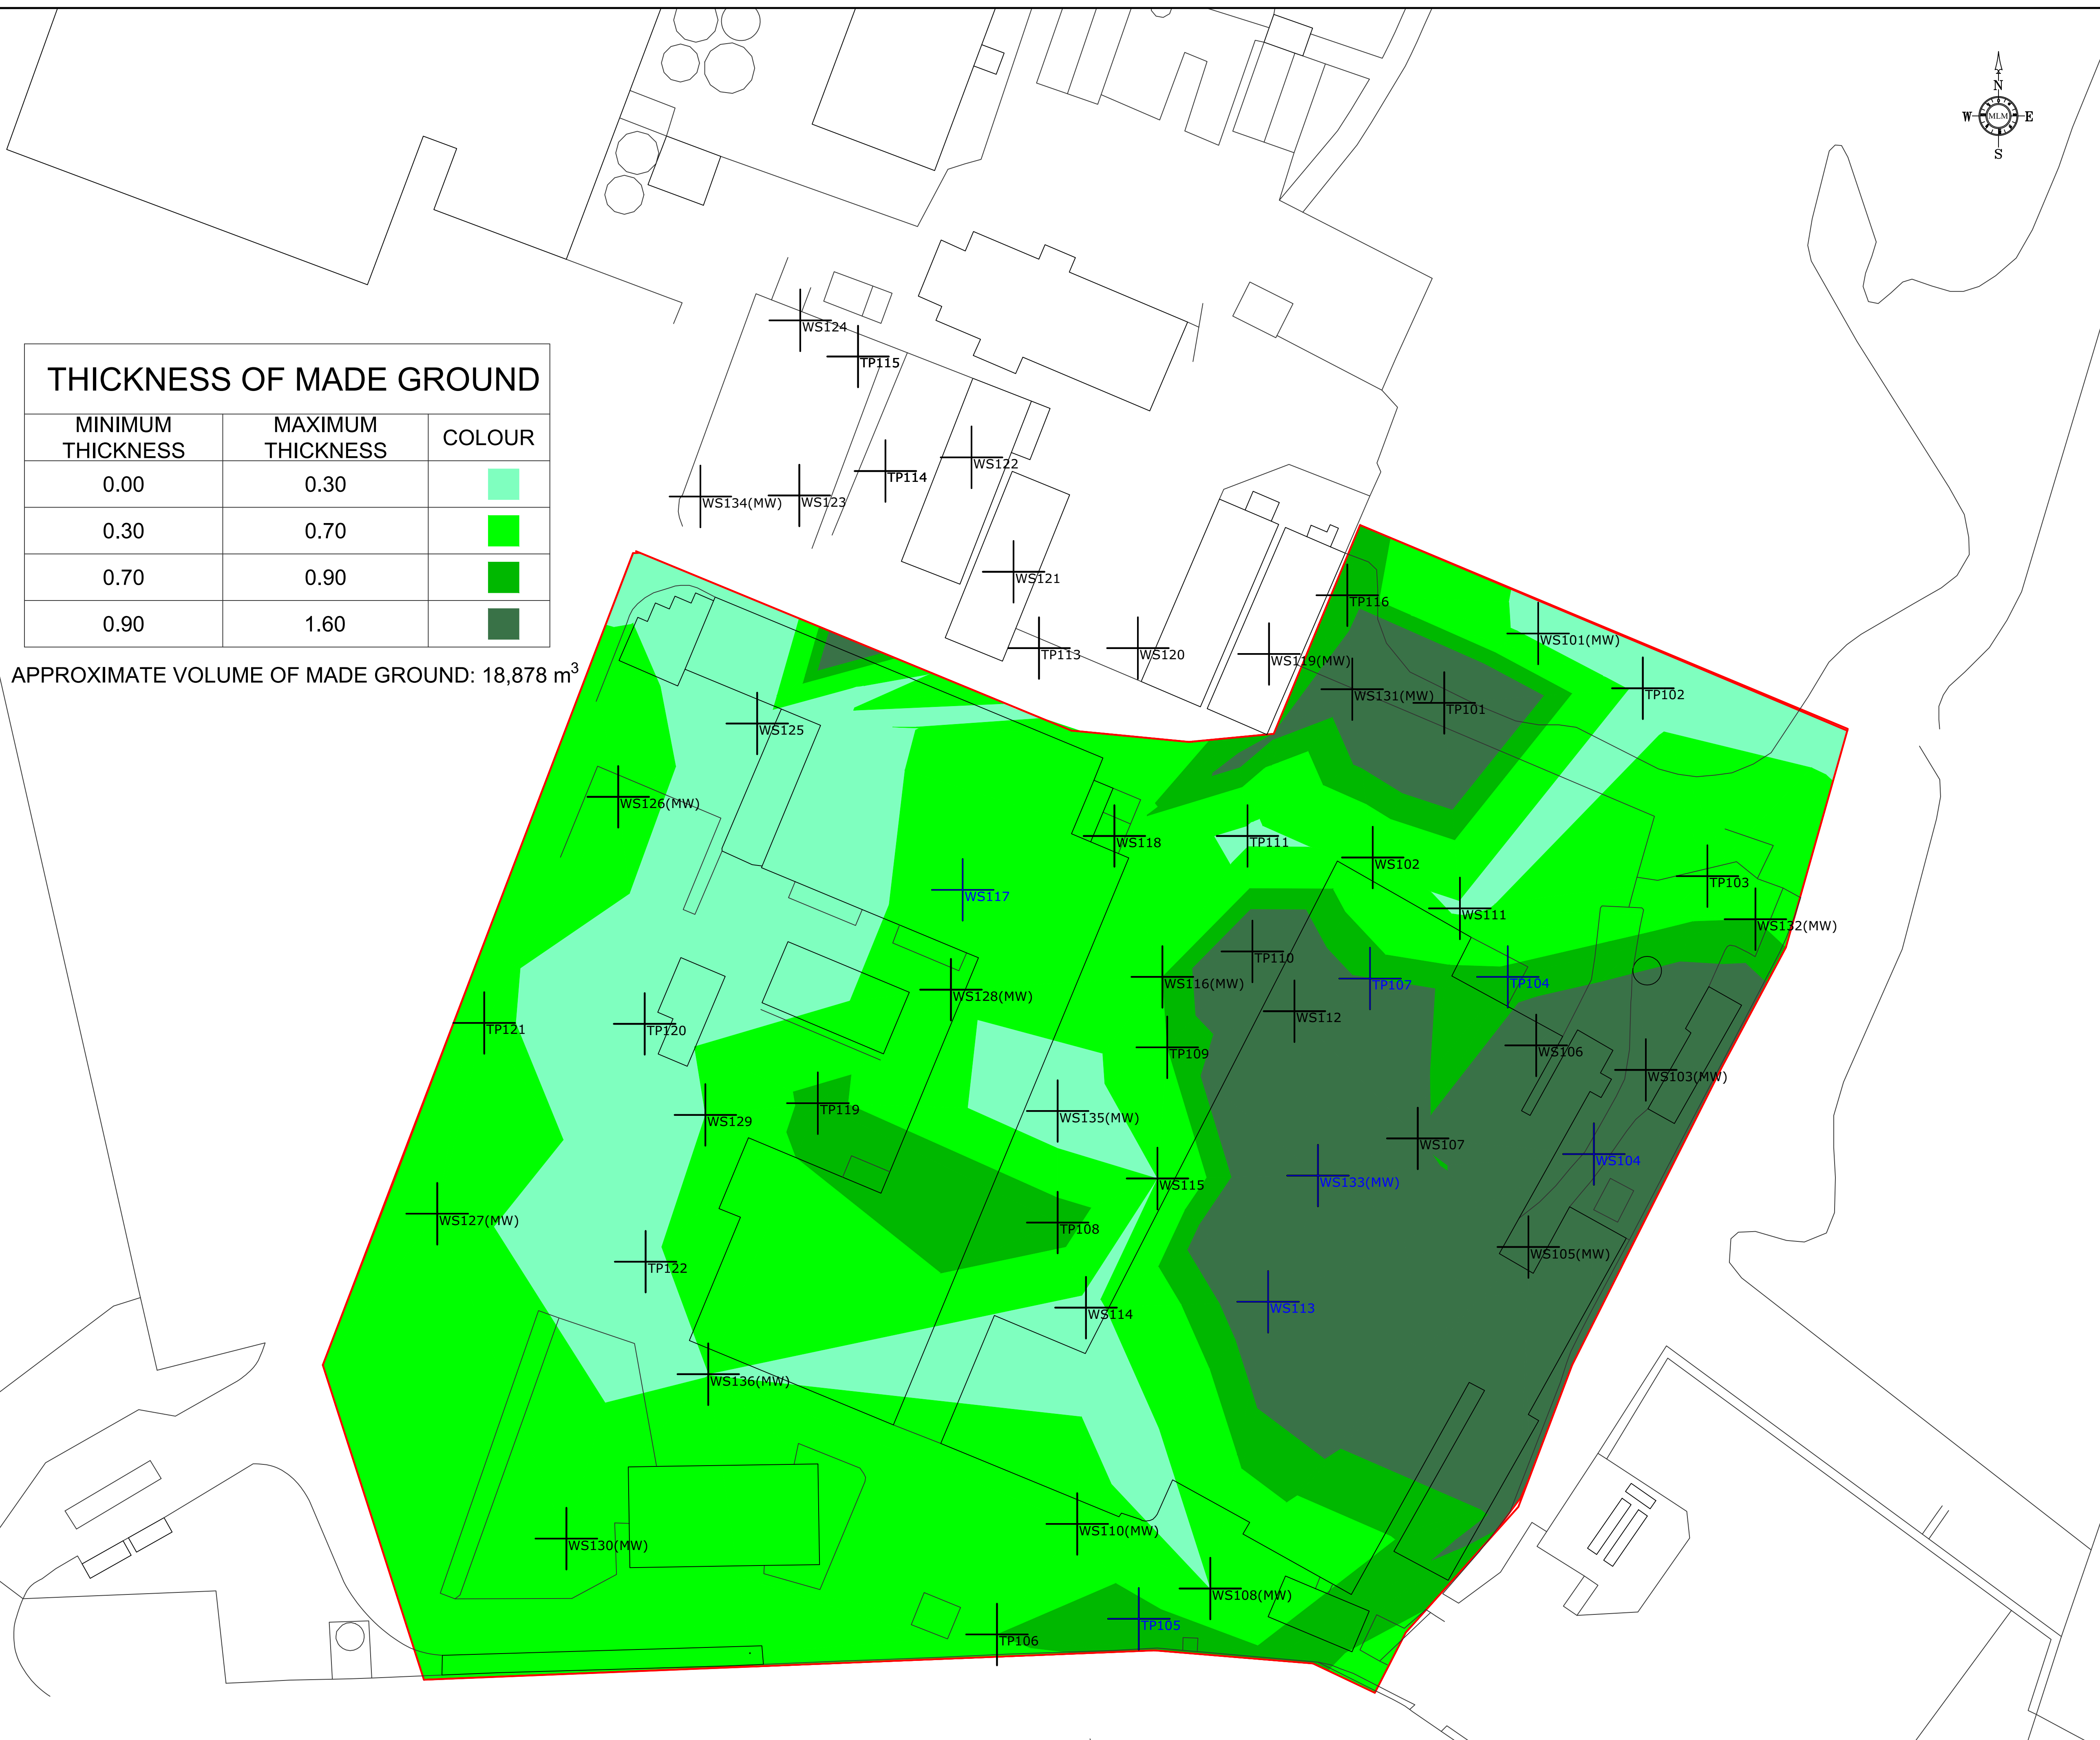 N
W MLM E
S
THICKNESS OF MADE GROUND
MINIMUM THICKNESS
MAXIMUM THICKNESS
COLOUR
0.00 0.30
0.30 0.70
0.70 0.90
0.90 1.60
APPROXIMATE VOLUME OF MADE GROUND: 18,878 m³
WS124
TP115
WS122
TP114
WS134(MW)
WS123
WS121
TP116
WS101(MW)
TP113
WS120
WS119(MW)
WS131(MW)
TP102
TP101
WS125
WS126(MW)
WS118
TP111
WS102
TP103
WS117
WS111
WS132(MW)
TP110
WS116(MW)
TP107
TP104
WS128(MW)
WS112
TP121
TP120
TP109
WS106
WS103(MW)
TP119
WS129
WS135(MW)
WS107
WS104
WS115
WS133(MW)
WS127(MW)
TP108
TP122
WS105(MW)
WS114
WS113
WS136(MW)
WS110(MW)
WS130(MW)
WS108(MW)
TP105
TP106